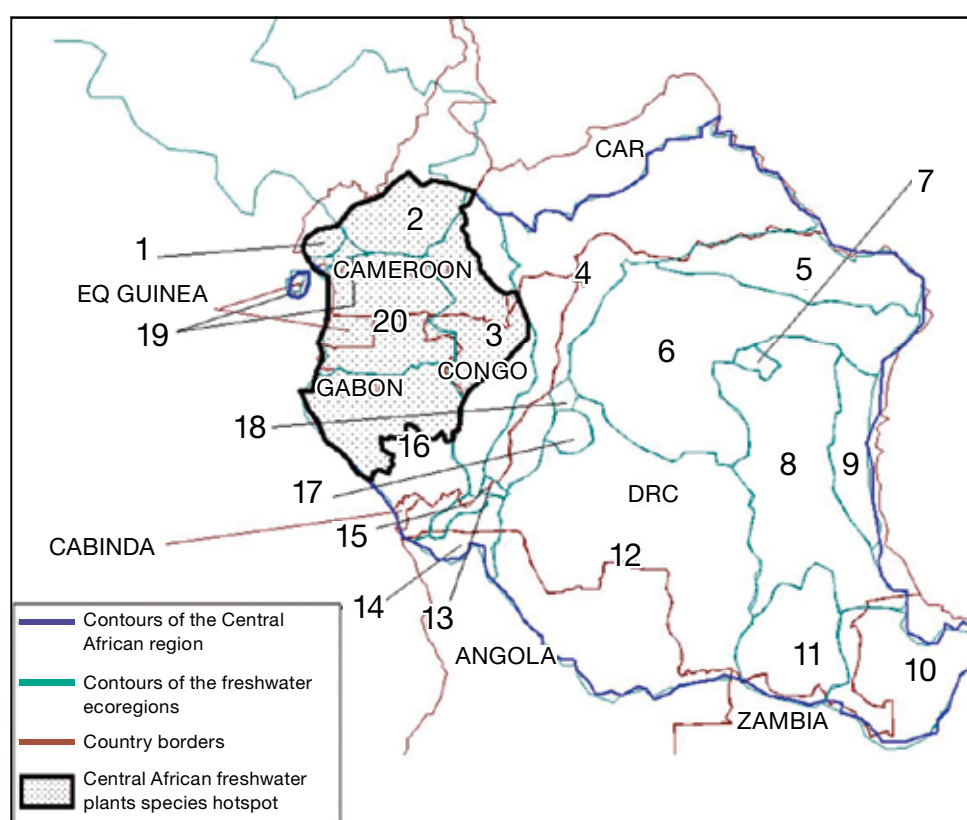 CAR
7
2
1
CAMEROON
4
5
EQ GUINEA
19
20
3
6
CONGO
GABON
18
16
8
9
17
DRC
15
CABINDA
12
14
13
ANGOLA
11
10
ZAMBIA
Contours of the Central
African region
Contours of the freshwater
ecoregions
Country borders
Central African freshwater
plants species hotspot